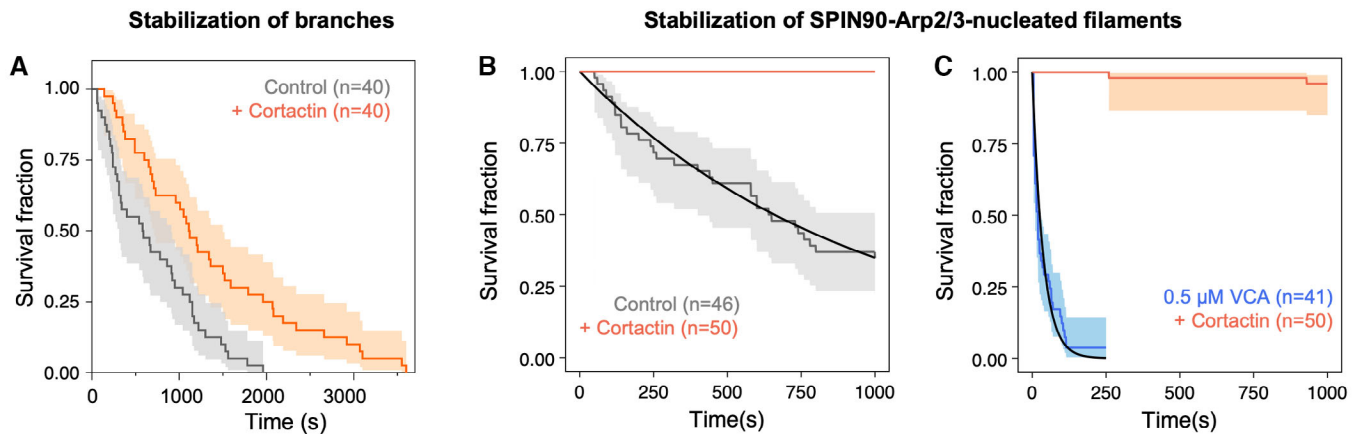 Stabilization of branches
Stabilization of SPIN90-Arp2/3-nucleated filaments
A
Control (n=40)
+ Cortactin (n=40)
1.00
0.75
0.50
0.25
0.00
Survival fraction
0 1000 2000 3000
Time (s)
B
Control (n=46)
+ Cortactin (n=50)
1.00
0.75
0.50
0.25
0.00
Survival fraction
0 250 500 750 1000
Time(s)
C
0.5 µM VCA (n=41)
+ Cortactin (n=50)
1.00
0.75
0.50
0.25
0.00
Survival fraction
0 250 500 750 1000
Time(s)